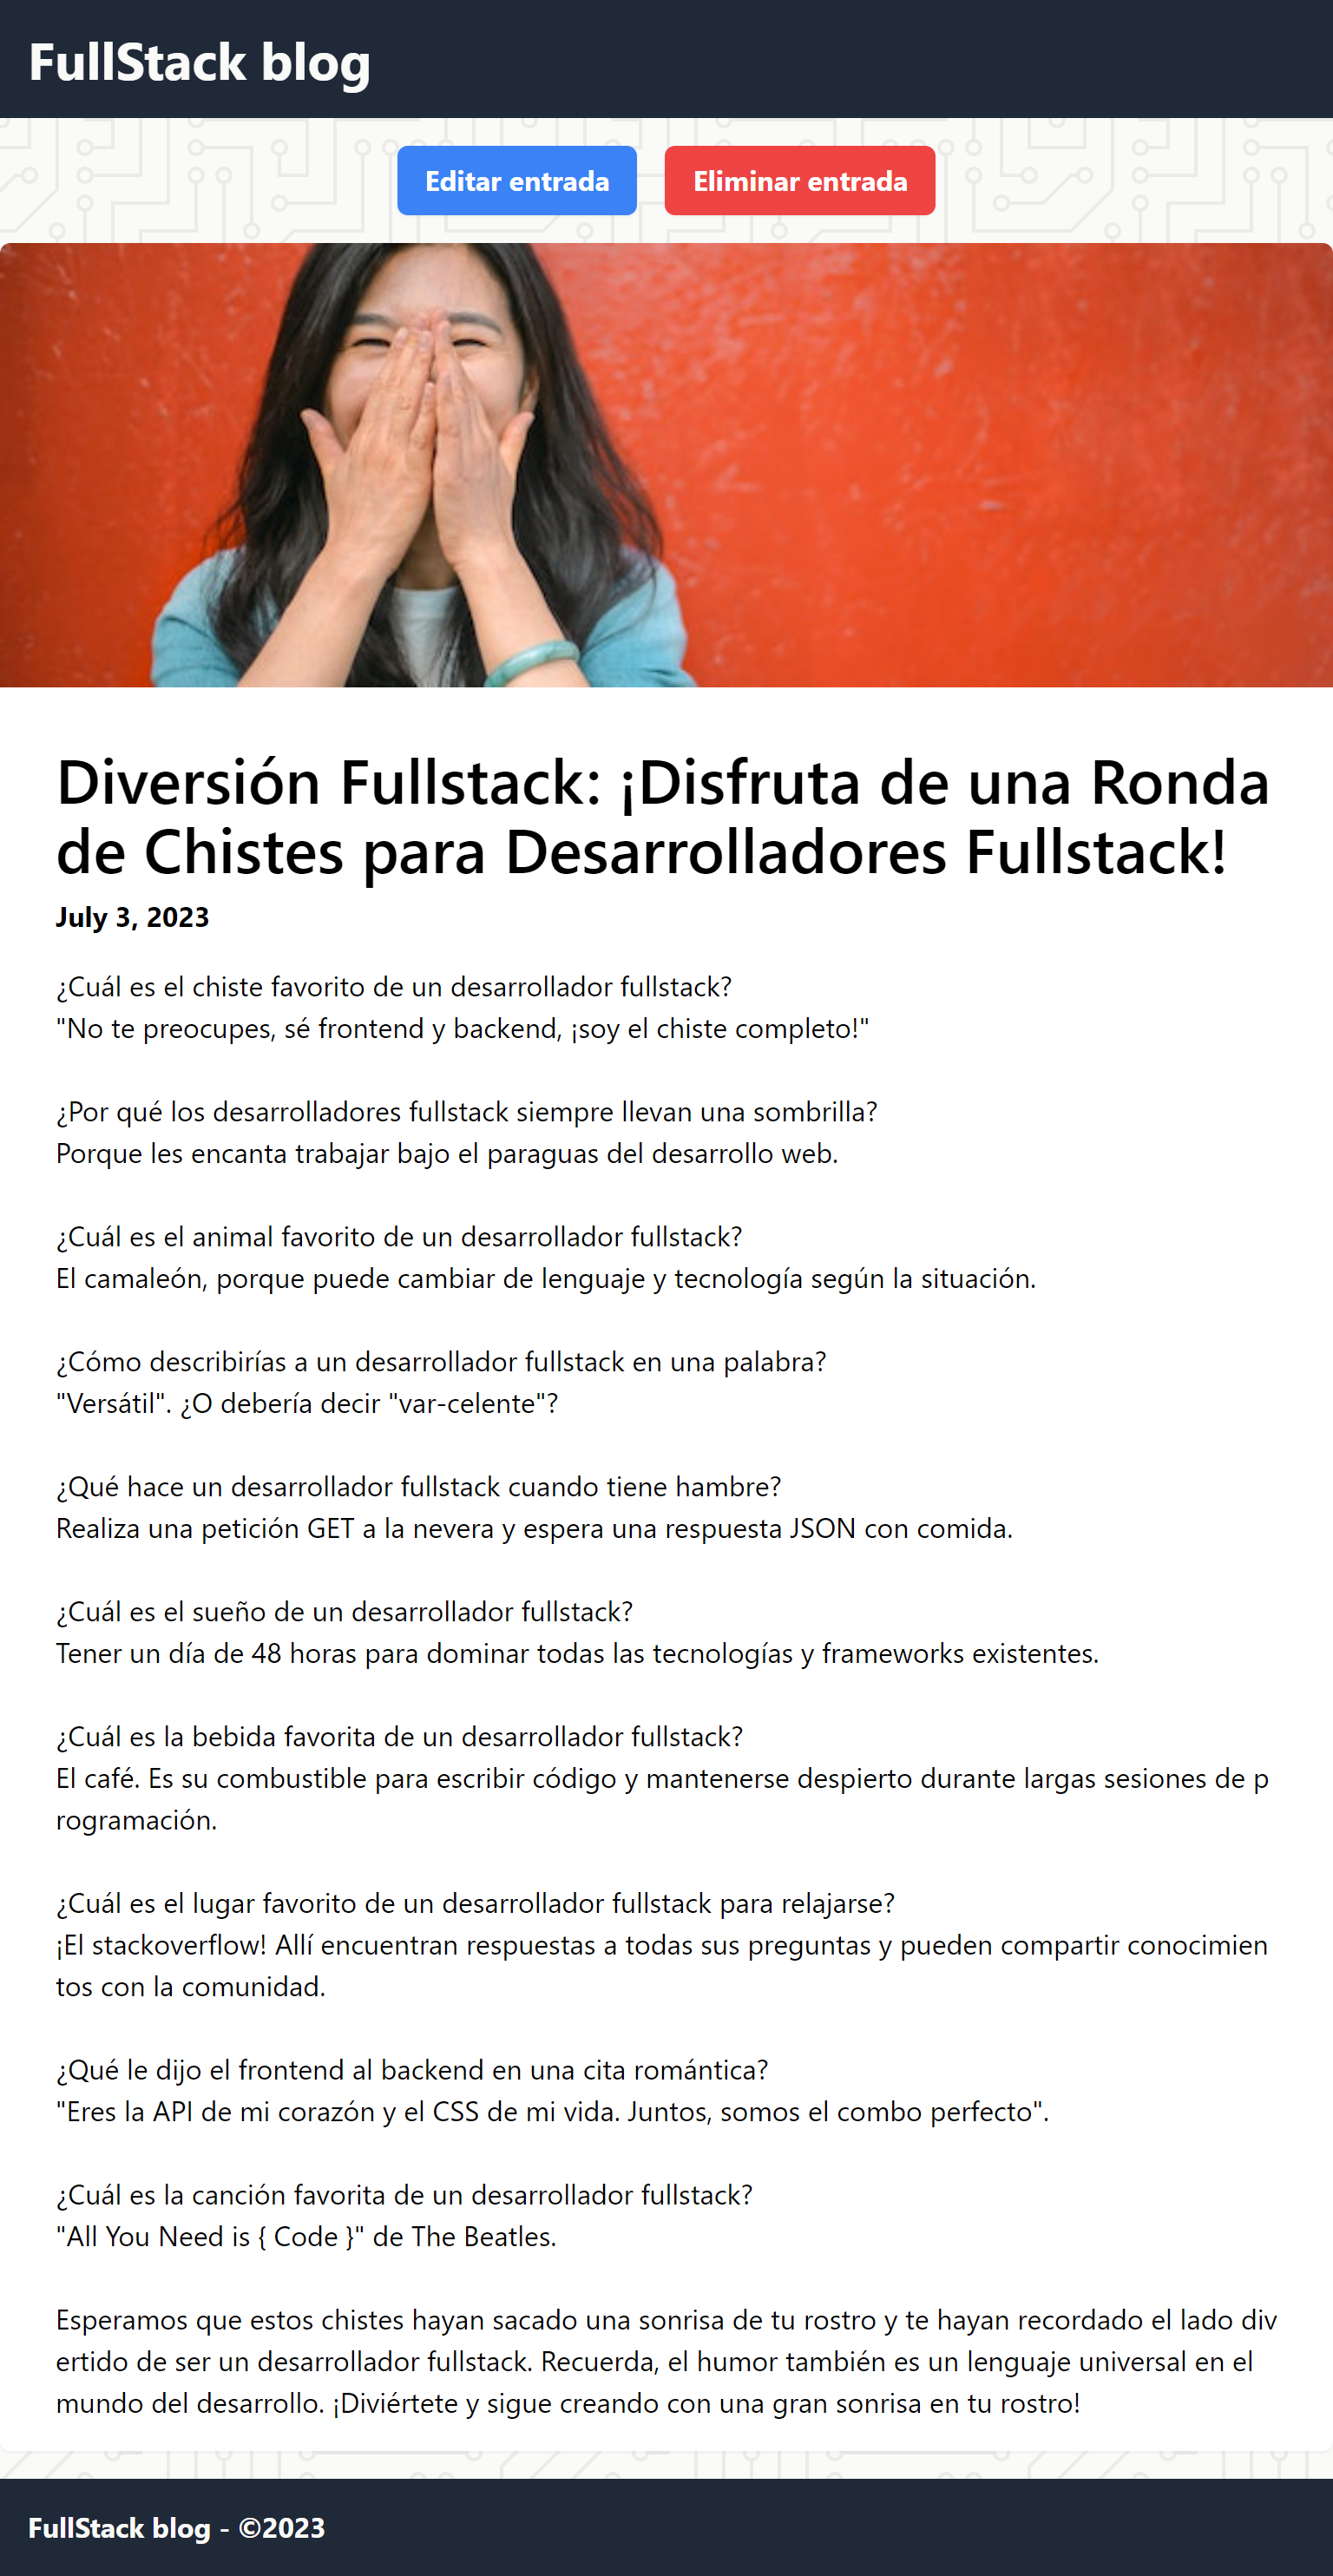 FullStack blog
Editar entrada
Eliminar entrada
Diversión Fullstack: ¡Disfruta de una Ronda
de Chistes para Desarrolladores Fullstack!
July 3, 2023
¿Cuál es el chiste favorito de un desarrollador fullstack?
"No te preocupes, sé frontend y backend, ¡soy el chiste completo!"
¿Por qué los desarrolladores fullstack siempre llevan una sombrilla?
Porque les encanta trabajar bajo el paraguas del desarrollo web.
¿Cuál es el animal favorito de un desarrollador fullstack?
El camaleón, porque puede cambiar de lenguaje y tecnología según la situación.
¿Cómo describirías a un desarrollador fullstack en una palabra?
"Versátil". ¿O debería decir "var-celente"?
¿Qué hace un desarrollador fullstack cuando tiene hambre?
Realiza una petición GET a la nevera y espera una respuesta JSON con comida.
¿Cuál es el sueño de un desarrollador fullstack?
Tener un día de 48 horas para dominar todas las tecnologías y frameworks existentes.
¿Cuál es la bebida favorita de un desarrollador fullstack?
El café. Es su combustible para escribir código y mantenerse despierto durante largas sesiones de p
rogramación.
¿Cuál es el lugar favorito de un desarrollador fullstack para relajarse?
¡El stackoverflow! Allí encuentran respuestas a todas sus preguntas y pueden compartir conocimien
tos con la comunidad.
¿Qué le dijo el frontend al backend en una cita romántica?
"Eres la API de mi corazón y el CSS de mi vida. Juntos, somos el combo perfecto".
¿Cuál es la canción favorita de un desarrollador fullstack?
"All You Need is { Code }" de The Beatles.
Esperamos que estos chistes hayan sacado una sonrisa de tu rostro y te hayan recordado el lado div
ertido de ser un desarrollador fullstack. Recuerda, el humor también es un lenguaje universal en el
mundo del desarrollo. ¡Diviértete y sigue creando con una gran sonrisa en tu rostro!
FullStack blog - ©2023